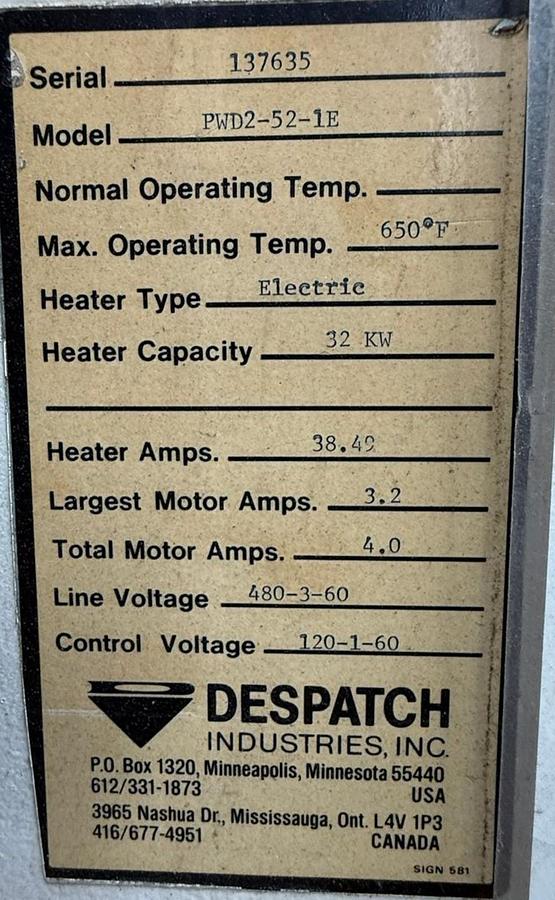 Serial 137635
Model PWD2-52-1E
Normal Operating Temp.
Max. Operating Temp. 650°F
Heater Type Electric
Heater Capacity 32 KW
Heater Amps. 38.49
Largest Motor Amps. 3.2
Total Motor Amps. 4.0
Line Voltage 480-3-60
Control Voltage 120-1-60
DESPATCH
INDUSTRIES, INC.
P.O. Box 1320, Minneapolis, Minnesota 55440
612/331-1873 USA
3965 Nashua Dr., Mississauga, Ont. L4V 1P3
416/677-4951 CANADA
SIGN 581